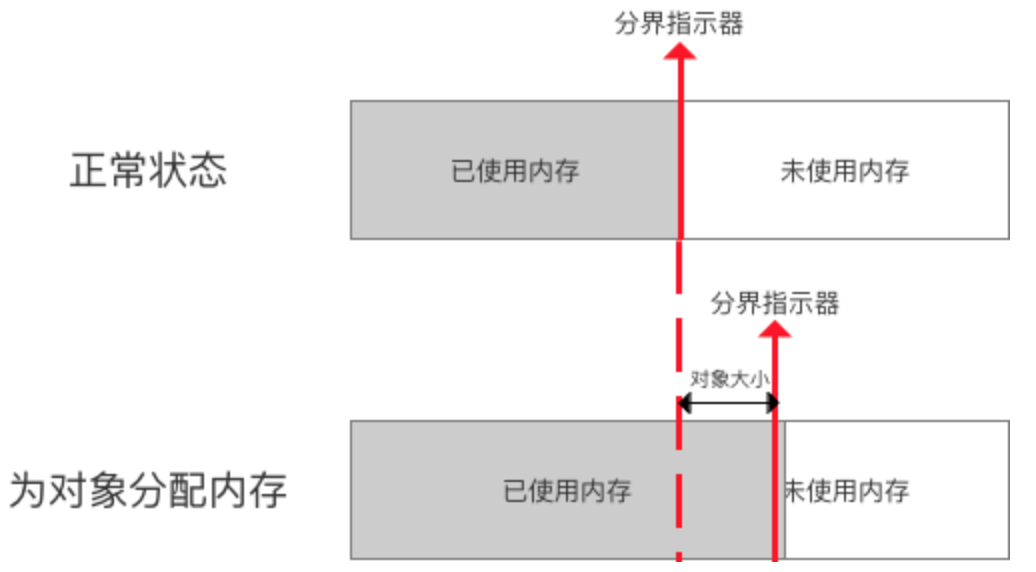 分界指示器
正常状态
已使用内存
未使用内存
分界指示器
对象大小
为对象分配内存
已使用内存
未使用内存